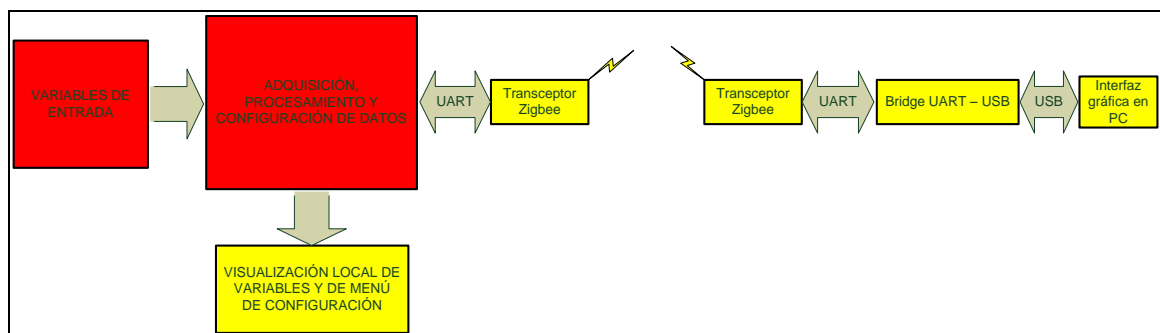 VARIABLES DE
ENTRADA
ADQUISICIÓN,
PROCESAMIENTO Y
CONFIGURACIÓN DE DATOS
UART
Transceptor
Zigbee
Transceptor
Zigbee
UART
Bridge UART – USB
USB
Interfaz
gráfica en
PC
VISUALIZACIÓN LOCAL DE
VARIABLES Y DE MENÚ
DE CONFIGURACIÓN